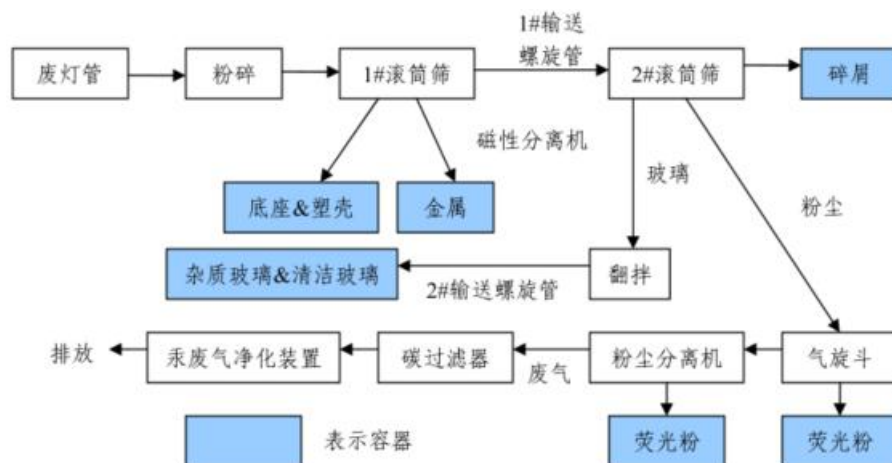 1#输送
螺旋管
废灯管
粉碎
1#滚筒筛
2#滚筒筛
碎屑
磁性分离机
玻璃
粉尘
底座&塑壳
金属
杂质玻璃&清洁玻璃
2#输送螺旋管
翻拌
排放
汞废气净化装置
碳过滤器
废气
粉尘分离机
气旋斗
表示容器
荧光粉
荧光粉